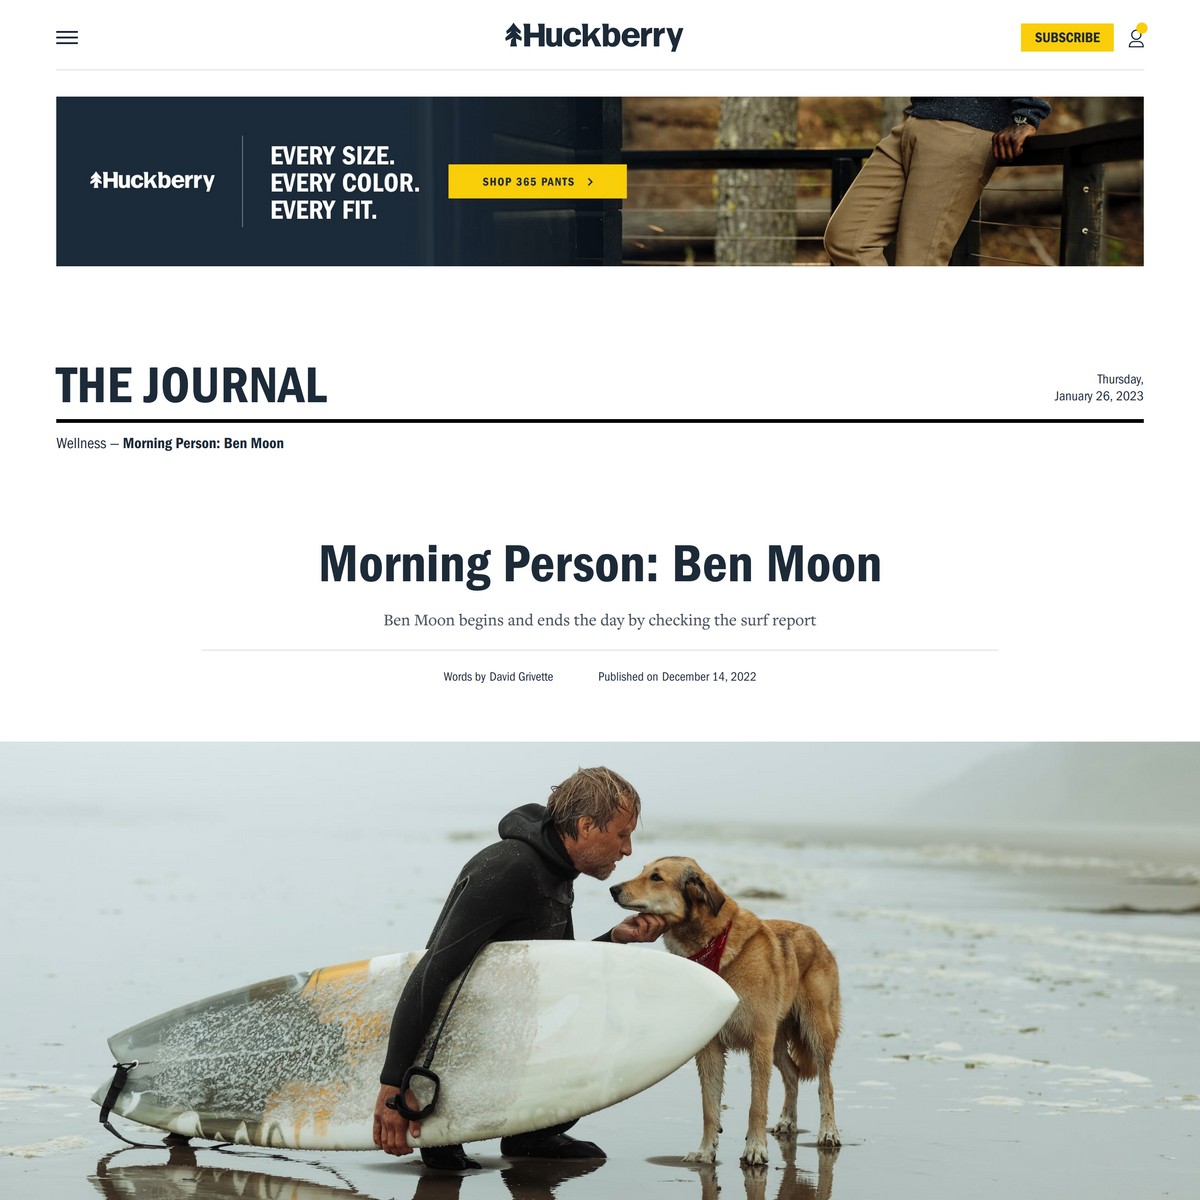 Huckberry
SUBSCRIBE
Huckberry
EVERY SIZE.
EVERY COLOR.
EVERY FIT.
SHOP 365 PANTS
THE JOURNAL
Thursday,
January 26, 2023
Wellness — Morning Person: Ben Moon
Morning Person: Ben Moon
Ben Moon begins and ends the day by checking the surf report
Words by David Grivette
Published on December 14, 2022